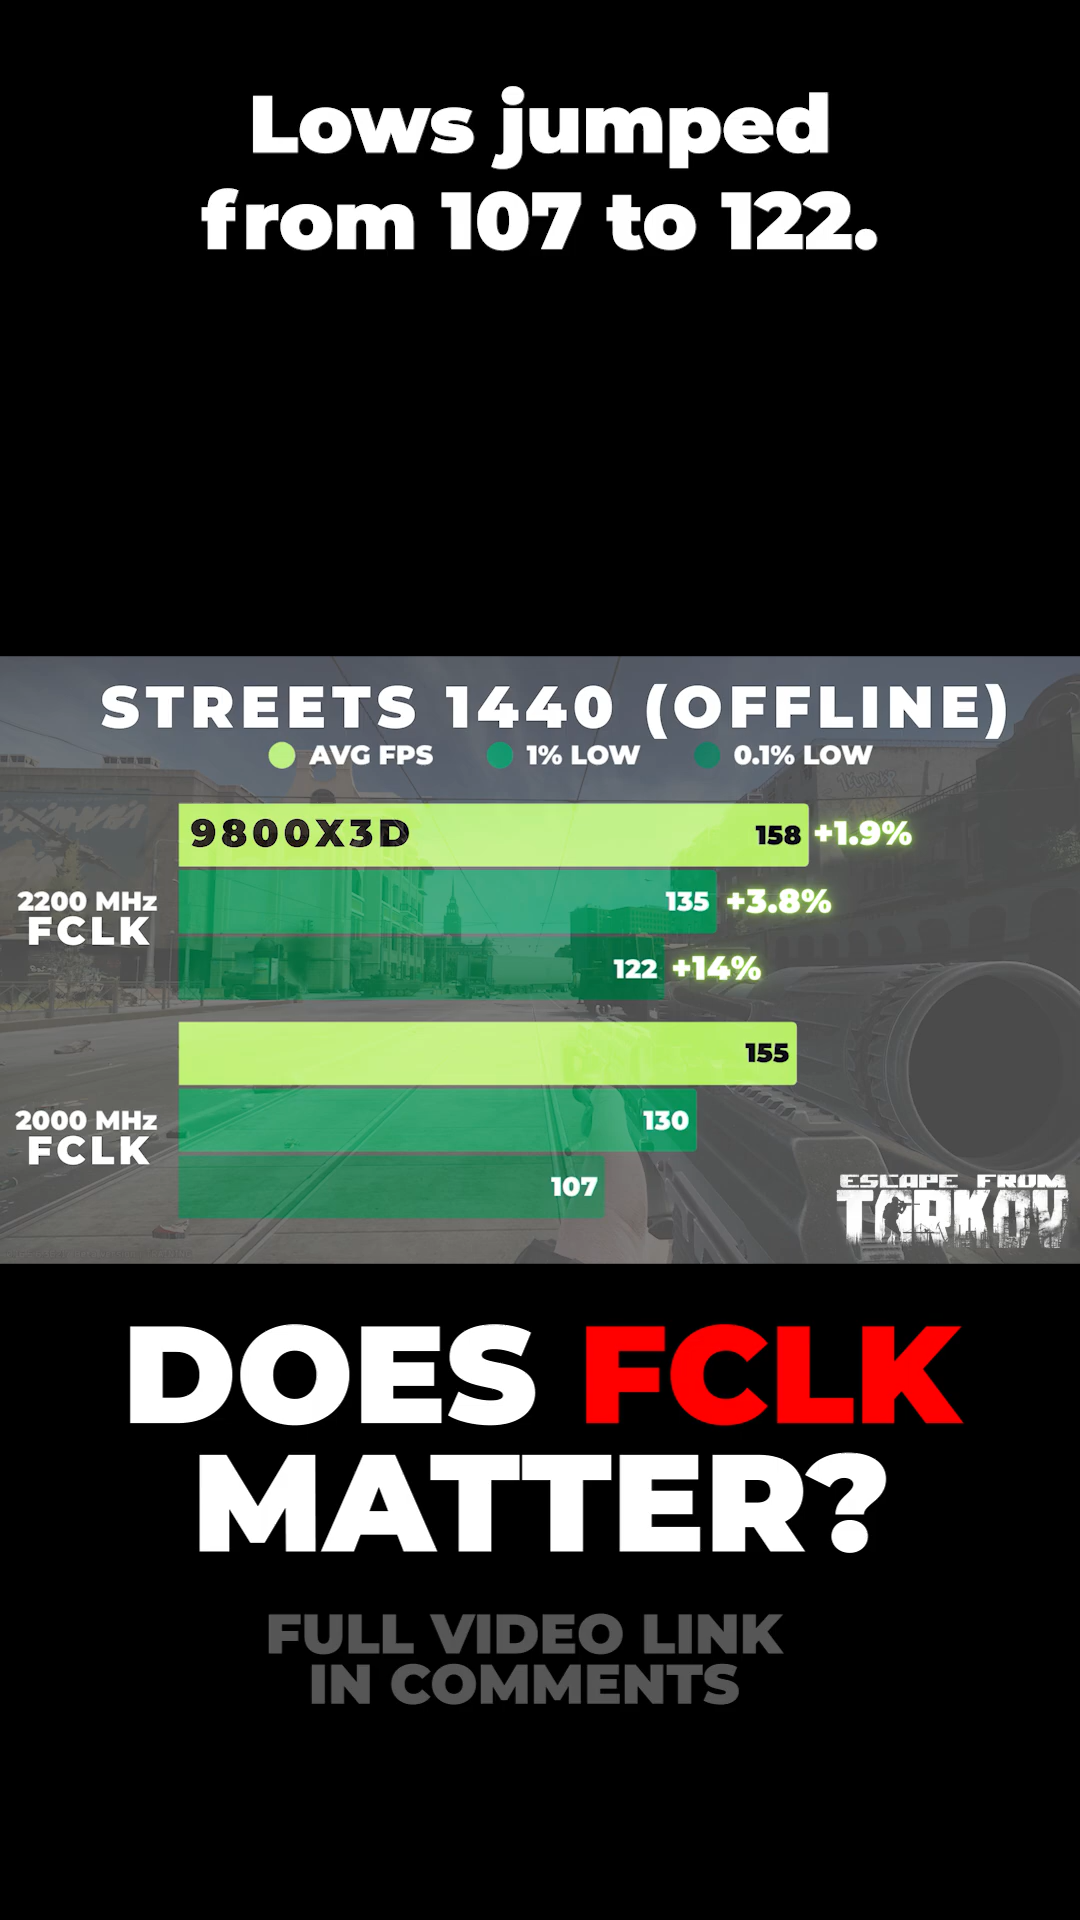 Lows jumped
from 107 to 122.
STREETS 1440 (OFFLINE)
AVG FPS 1% LOW 0.1% LOW
9800X3D
158 +1.9%
2200 MHz
FCLK
135 +3.8%
122 +14%
155
2000 MHz
FCLK
130
107
ESCAPE FROM
TARKOV
DOES FCLK
MATTER?
FULL VIDEO LINK
IN COMMENTS